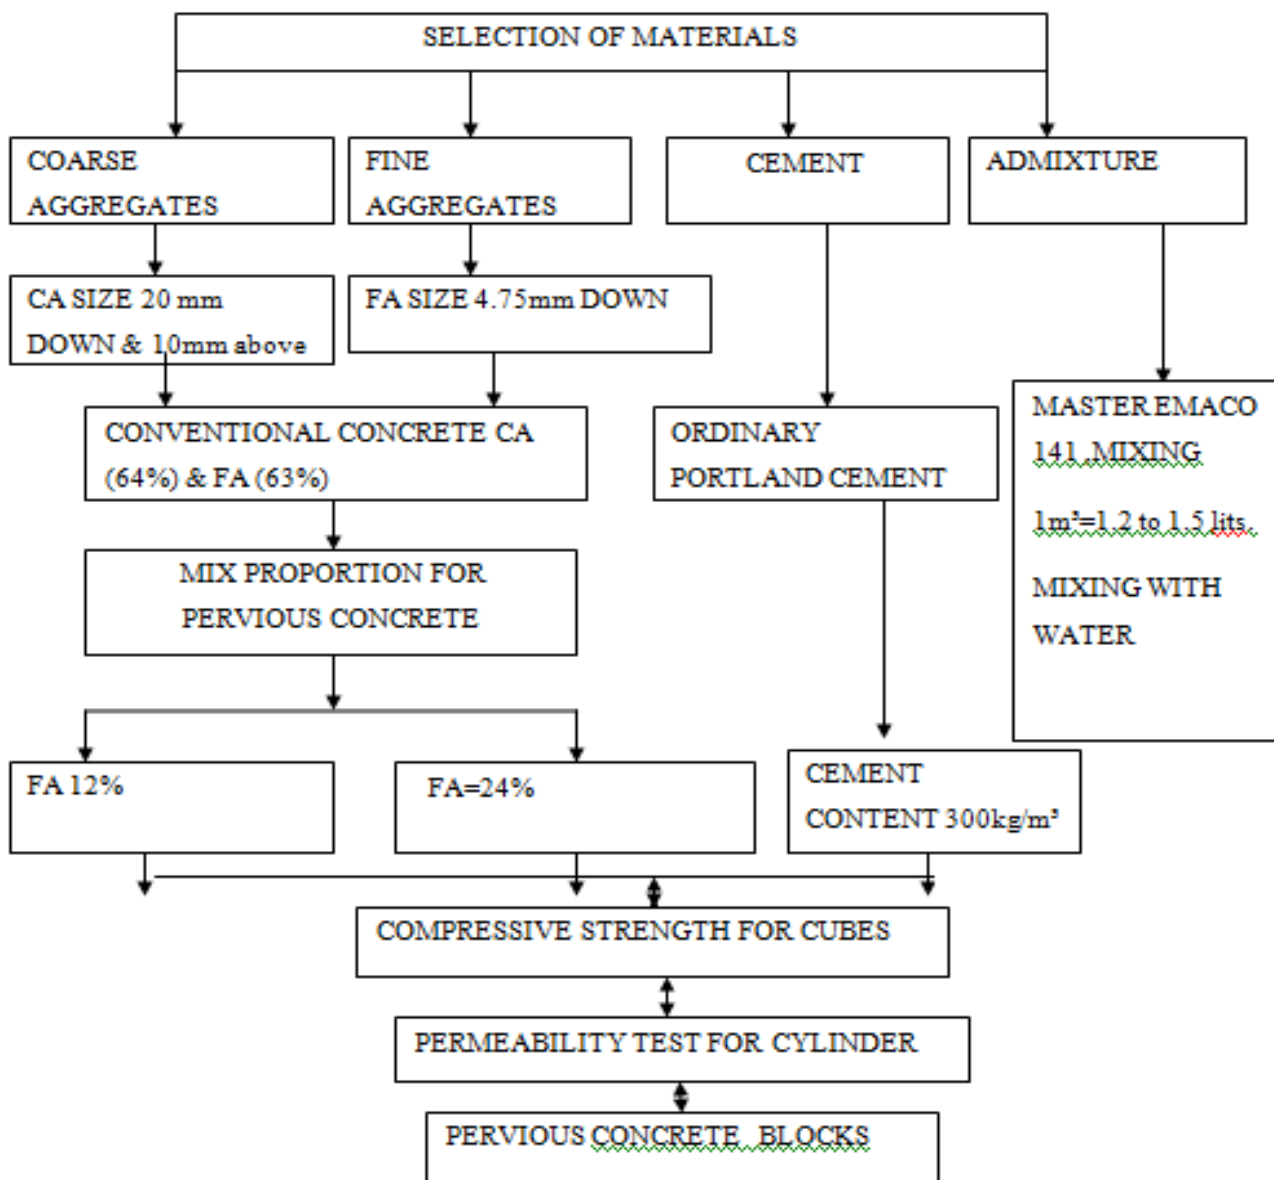 SELECTION OF MATERIALS
COARSE
AGGREGATES
FINE
AGGREGATES
CEMENT
ADMIXTURE
CA SIZE 20 mm
DOWN & 10mm above
FA SIZE 4.75mm DOWN
CONVENTIONAL CONCRETE CA
(64%) & FA (63%)
ORDINARY
PORTLAND CEMENT
MASTER EMACO
141 ,MIXING
1m³=1.2 to 1.5 lits.
MIXING WITH
WATER
MIX PROPORTION FOR
PERVIOUS CONCRETE
FA 12%
FA=24%
CEMENT
CONTENT 300kg/m³
COMPRESSIVE STRENGTH FOR CUBES
PERMEABILITY TEST FOR CYLINDER
PERVIOUS CONCRETE BLOCKS